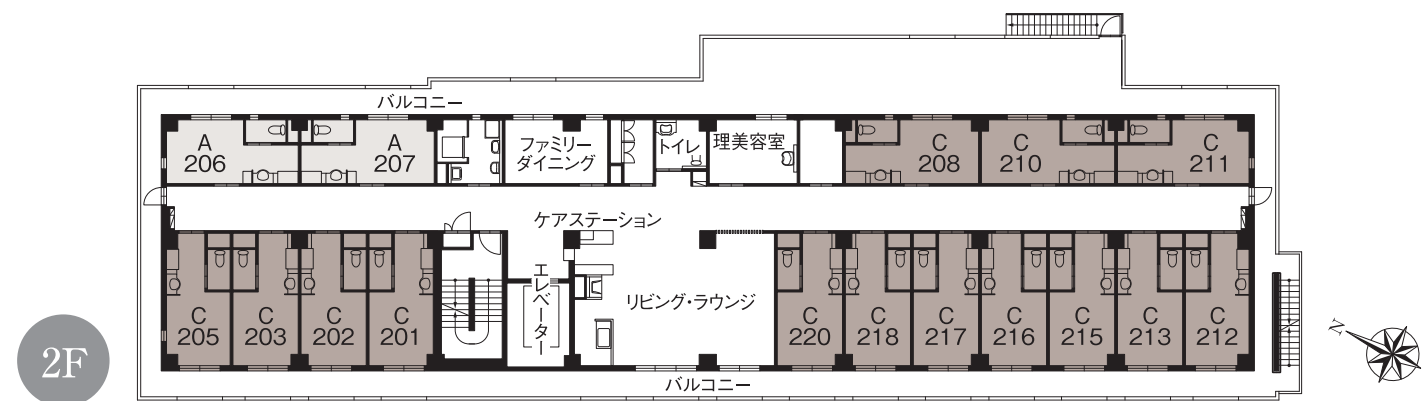 バルコニー
A
206
A
207
ファミリー
ダイニング
トイレ
理美容室
C
208
C
210
C
211
ケアステーション
エレベーター
リビング・ラウンジ
C
205
C
203
C
202
C
201
C
220
C
218
C
217
C
216
C
215
C
213
C
212
バルコニー
2F
N